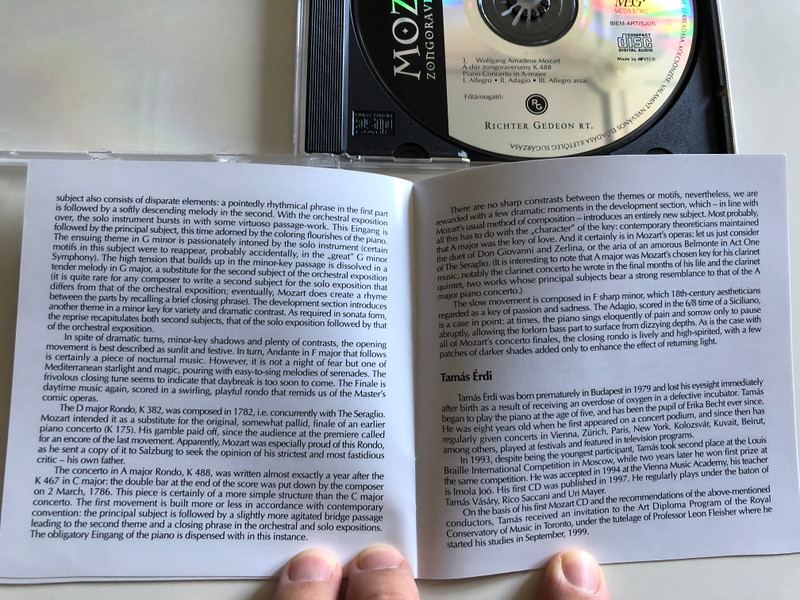 MOZ
ZONGORAVE
MEG
MCDA 87902
BIEM-ARTISJUS
COMPACT
disc
DIGITAL AUDIO
Made by VTCD
3. Wolfgang Amadeus Mozart
A-dúr zongoraverseny K.488
Piano Concerto in A-major
I. Allegro • II. Adagio • III. Allegro assai
Főtámogató:
RG
RICHTER GEDEON RT.
KÖLCSÖNZÉSE, VALAMINT NYILVÁNOS ELŐADÁSA ILLETŐLEG SUGÁRZÁSA
subject also consists of disparate elements: a pointedly rhythmical phrase in the first part
is followed by a softly descending melody in the second. With the orchestral exposition
over, the solo instrument bursts in with some virtuoso passage-work. This Eingang is
followed by the principal subject, this time adorned by the coloring flourishes of the piano.
The ensuing theme in G minor is passionately intoned by the solo instrument (certain
motifs in this subject were to reappear, probably accidentally, in the „great" G minor
Symphony). The high tension that builds up in the minor-key passage is dissolved in a
tender melody in G major, a substitute for the second subject of the orchestral exposition
(it is quite rare for any composer to write a second subject for the solo exposition that
differs from that of the orchestral exposition; eventually, Mozart does create a rhyme
between the parts by recalling a brief closing phrase). The development section introduces
another theme in a minor key for variety and dramatic contrast. As required in sonata form,
the reprise recapitulates both second subjects, that of the solo exposition followed by that
of the orchestral exposition.
In spite of dramatic turns, minor-key shadows and plenty of contrasts, the opening
movement is best described as sunlit and festive. In turn, Andante in F major that follows
is certainly a piece of nocturnal music. However, it is not a night of fear but one of
Mediterranean starlight and magic, pouring with easy-to-sing melodies of serenades. The
frivolous closing tune seems to indicate that daybreak is too soon to come. The Finale is
daytime music again, scored in a swirling, playful rondo that reminds us of the Master's
comic operas.
The D major Rondo, K 382, was composed in 1782, i.e. concurrently with The Seraglio.
Mozart intended it as a substitute for the original, somewhat pallid, finale of an earlier
piano concerto (K 175). His gamble paid off, since the audience at the premiere called
for an encore of the last movement. Apparently, Mozart was especially proud of this Rondo,
as he sent a copy of it to Salzburg to seek the opinion of his strictest and most fastidious
critic – his own father.
The concerto in A major Rondo, K 488, was written almost exsactly a year after the
K 467 in C major: the double bar at the end of the score was put down by the composer
on 2 March, 1786. This piece is certainly of a more simple structure than the C major
concerto. The first movement is built more or less in accordance with contemporary
convention: the principal subject is followed by a slightly more agitated bridge passage
leading to the second theme and a closing phrase in the orchestral and solo expositions.
The obligatory Eingang of the piano is dispensed with in this instance.
There are no sharp constrasts between the themes or motifs, nevertheless, we are
rewarded with a few dramatic moments in the development section, which – in line with
Mozart's usual method of composition – introduces an entirely new subject. Most probably,
all this has to do with the „character" of the key: contemporary theoreticians maintained
that A major was the key of love. And it certainly is in Mozart's operas: let us just consider
the duet of Don Giovanni and Zerlina, or the aria of an amorous Belmonte in Act One
of The Seraglio. (It is interesting to note that A major was Mozart's chosen key for his clarinet
music, notably the clarinet concerto he wrote in the final months of his life and the clarinet
quintet, two works whose principal subjects bear a strong resemblance to that of the A
major piano concerto.)
The slow movement is composed in F sharp minor, which 18th-century aestheticians
regarded as a key of passion and sadness. The Adagio, scored in the 6/8 time of a Siciliano,
is a case in point: at times, the piano sings eloquently of pain and sorrow only to pause
abruptly, allowing the forlorn bass part to surface from dizzying depths. As is the case with
all of Mozart's concerto finales, the closing rondo is lively and high-spirited, with a few
patches of darker shades added only to enhance the effect of returning light.
Tamás Érdi
Tamás Érdi was born prematurely in Budapest in 1979 and lost his eyesight immediately
after birth as a result of receiving an overdose of oxygen in a defective incubator. Tamás
began to play the piano at the age of five, and has been the pupil of Erika Becht ever since.
He was eight years old when he first appeared on a concert podium, and since then has
regularly given concerts in Vienna, Zürich, Paris, New York, Kolozsvár, Kuvait, Beirut,
among others, played at festivals and featured in television programs.
In 1993, despite being the youngest participant, Tamás took second place at the Louis
Braille International Competition in Moscow, while two years later he won first prize at
the same competition. He was accepted in 1994 at the Vienna Music Academy, his teacher
is Imola Joó. His first CD was published in 1997. He regularly plays under the baton of
Tamás Vásáry, Rico Saccani and Uri Mayer.
On the basis of his first Mozart CD and the recommendations of the above-mentioned
conductors, Tamás received an invitation to the Art Diploma Program of the Royal
Conservatory of Music in Toronto, under the tutelage of Professor Leon Fleisher where he
started his studies in September, 1999.